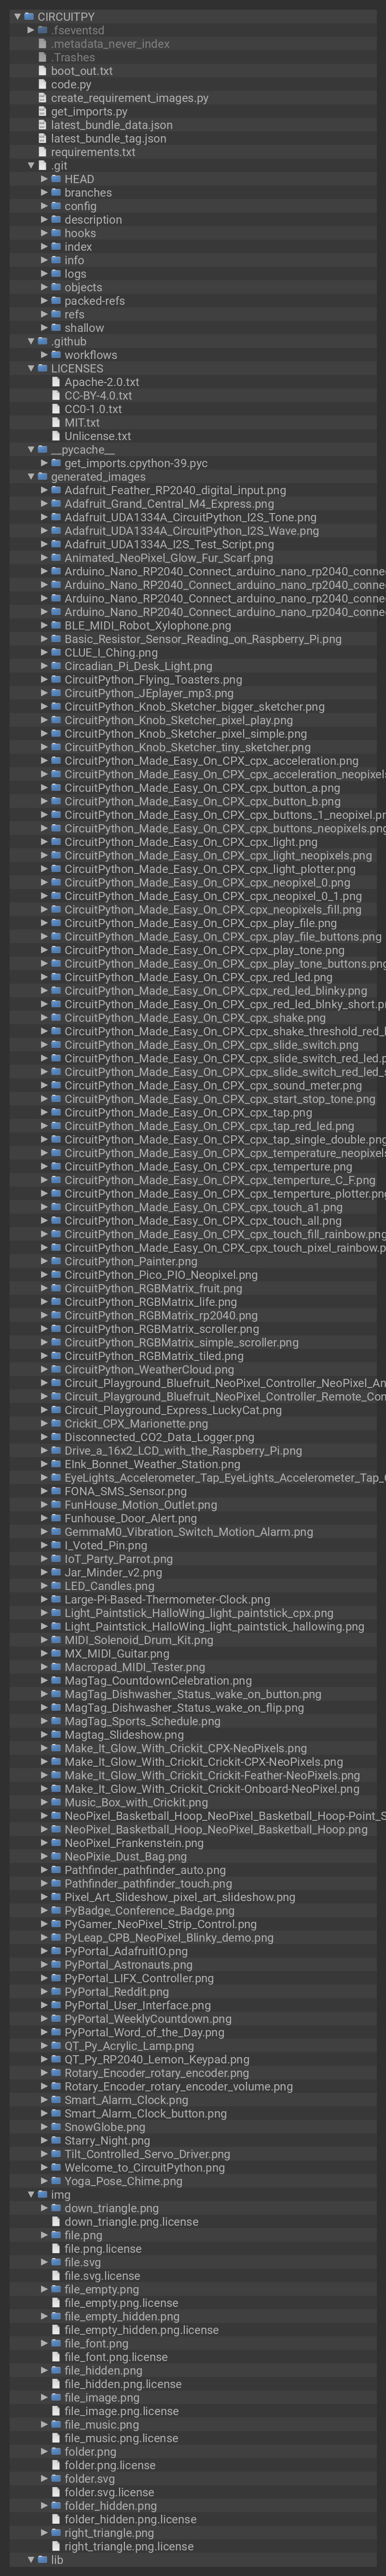 CIRCUITPY
.fseventsd
.metadata_never_index
.Trashes
boot_out.txt
code.py
create_requirement_images.py
get_imports.py
latest_bundle_data.json
latest_bundle_tag.json
requirements.txt
.git
HEAD
branches
config
description
hooks
index
info
logs
objects
packed-refs
refs
shallow
.github
workflows
LICENSES
Apache-2.0.txt
CC-BY-4.0.txt
CC0-1.0.txt
MIT.txt
Unlicense.txt
__pycache__
get_imports.cpython-39.pyc
generated_images
Adafruit_Feather_RP2040_digital_input.png
Adafruit_Grand_Central_M4_Express.png
Adafruit_UDA1334A_CircuitPython_I2S_Tone.png
Adafruit_UDA1334A_CircuitPython_I2S_Wave.png
Adafruit_UDA1334A_I2S_Test_Script.png
Animated_NeoPixel_Glow_Fur_Scarf.png
Arduino_Nano_RP2040_Connect_arduino_nano_rp2040_conne
Arduino_Nano_RP2040_Connect_arduino_nano_rp2040_conne
Arduino_Nano_RP2040_Connect_arduino_nano_rp2040_conne
Arduino_Nano_RP2040_Connect_arduino_nano_rp2040_conne
BLE_MIDI_Robot_Xylophone.png
Basic_Resistor_Sensor_Reading_on_Raspberry_Pi.png
CLUE_I_Ching.png
Circadian_Pi_Desk_Light.png
CircuitPython_Flying_Toasters.png
CircuitPython_JEplayer_mp3.png
CircuitPython_Knob_Sketcher_bigger_sketcher.png
CircuitPython_Knob_Sketcher_pixel_play.png
CircuitPython_Knob_Sketcher_pixel_simple.png
CircuitPython_Knob_Sketcher_tiny_sketcher.png
CircuitPython_Made_Easy_On_CPX_cpx_acceleration.png
CircuitPython_Made_Easy_On_CPX_cpx_acceleration_neopixels
CircuitPython_Made_Easy_On_CPX_cpx_button_a.png
CircuitPython_Made_Easy_On_CPX_cpx_button_b.png
CircuitPython_Made_Easy_On_CPX_cpx_buttons_1_neopixel.pn
CircuitPython_Made_Easy_On_CPX_cpx_buttons_neopixels.png
CircuitPython_Made_Easy_On_CPX_cpx_light.png
CircuitPython_Made_Easy_On_CPX_cpx_light_neopixels.png
CircuitPython_Made_Easy_On_CPX_cpx_light_plotter.png
CircuitPython_Made_Easy_On_CPX_cpx_neopixel_0.png
CircuitPython_Made_Easy_On_CPX_cpx_neopixel_0_1.png
CircuitPython_Made_Easy_On_CPX_cpx_neopixels_fill.png
CircuitPython_Made_Easy_On_CPX_cpx_play_file.png
CircuitPython_Made_Easy_On_CPX_cpx_play_file_buttons.png
CircuitPython_Made_Easy_On_CPX_cpx_play_tone.png
CircuitPython_Made_Easy_On_CPX_cpx_play_tone_buttons.png
CircuitPython_Made_Easy_On_CPX_cpx_red_led.png
CircuitPython_Made_Easy_On_CPX_cpx_red_led_blinky.png
CircuitPython_Made_Easy_On_CPX_cpx_red_led_blnky_short.p
CircuitPython_Made_Easy_On_CPX_cpx_shake.png
CircuitPython_Made_Easy_On_CPX_cpx_shake_threshold_red_l
CircuitPython_Made_Easy_On_CPX_cpx_slide_switch.png
CircuitPython_Made_Easy_On_CPX_cpx_slide_switch_red_led.p
CircuitPython_Made_Easy_On_CPX_cpx_slide_switch_red_led_s
CircuitPython_Made_Easy_On_CPX_cpx_sound_meter.png
CircuitPython_Made_Easy_On_CPX_cpx_start_stop_tone.png
CircuitPython_Made_Easy_On_CPX_cpx_tap.png
CircuitPython_Made_Easy_On_CPX_cpx_tap_red_led.png
CircuitPython_Made_Easy_On_CPX_cpx_tap_single_double.png
CircuitPython_Made_Easy_On_CPX_cpx_temperature_neopixels
CircuitPython_Made_Easy_On_CPX_cpx_temperture.png
CircuitPython_Made_Easy_On_CPX_cpx_temperture_C_F.png
CircuitPython_Made_Easy_On_CPX_cpx_temperture_plotter.png
CircuitPython_Made_Easy_On_CPX_cpx_touch_a1.png
CircuitPython_Made_Easy_On_CPX_cpx_touch_all.png
CircuitPython_Made_Easy_On_CPX_cpx_touch_fill_rainbow.png
CircuitPython_Made_Easy_On_CPX_cpx_touch_pixel_rainbow.p
CircuitPython_Painter.png
CircuitPython_Pico_PIO_Neopixel.png
CircuitPython_RGBMatrix_fruit.png
CircuitPython_RGBMatrix_life.png
CircuitPython_RGBMatrix_rp2040.png
CircuitPython_RGBMatrix_scroller.png
CircuitPython_RGBMatrix_simple_scroller.png
CircuitPython_RGBMatrix_tiled.png
CircuitPython_WeatherCloud.png
Circuit_Playground_Bluefruit_NeoPixel_Controller_NeoPixel_An
Circuit_Playground_Bluefruit_NeoPixel_Controller_Remote_Con
Circuit_Playground_Express_LuckyCat.png
Crickit_CPX_Marionette.png
Disconnected_CO2_Data_Logger.png
Drive_a_16x2_LCD_with_the_Raspberry_Pi.png
EInk_Bonnet_Weather_Station.png
EyeLights_Accelerometer_Tap_EyeLights_Accelerometer_Tap_
FONA_SMS_Sensor.png
FunHouse_Motion_Outlet.png
Funhouse_Door_Alert.png
GemmaM0_Vibration_Switch_Motion_Alarm.png
I_Voted_Pin.png
IoT_Party_Parrot.png
Jar_Minder_v2.png
LED_Candles.png
Large-Pi-Based-Thermometer-Clock.png
Light_Paintstick_HalloWing_light_paintstick_cpx.png
Light_Paintstick_HalloWing_light_paintstick_hallowing.png
MIDI_Solenoid_Drum_Kit.png
MX_MIDI_Guitar.png
Macropad_MIDI_Tester.png
MagTag_CountdownCelebration.png
MagTag_Dishwasher_Status_wake_on_button.png
MagTag_Dishwasher_Status_wake_on_flip.png
MagTag_Sports_Schedule.png
Magtag_Slideshow.png
Make_It_Glow_With_Crickit_CPX-NeoPixels.png
Make_It_Glow_With_Crickit_Crickit-CPX-NeoPixels.png
Make_It_Glow_With_Crickit_Crickit-Feather-NeoPixels.png
Make_It_Glow_With_Crickit_Crickit-Onboard-NeoPixel.png
Music_Box_with_Crickit.png
NeoPixel_Basketball_Hoop_NeoPixel_Basketball_Hoop-Point_S
NeoPixel_Basketball_Hoop_NeoPixel_Basketball_Hoop.png
NeoPixel_Frankenstein.png
NeoPixie_Dust_Bag.png
Pathfinder_pathfinder_auto.png
Pathfinder_pathfinder_touch.png
Pixel_Art_Slideshow_pixel_art_slideshow.png
PyBadge_Conference_Badge.png
PyGamer_NeoPixel_Strip_Control.png
PyLeap_CPB_NeoPixel_Blinky_demo.png
PyPortal_AdafruitIO.png
PyPortal_Astronauts.png
PyPortal_LIFX_Controller.png
PyPortal_Reddit.png
PyPortal_User_Interface.png
PyPortal_WeeklyCountdown.png
PyPortal_Word_of_the_Day.png
QT_Py_Acrylic_Lamp.png
QT_Py_RP2040_Lemon_Keypad.png
Rotary_Encoder_rotary_encoder.png
Rotary_Encoder_rotary_encoder_volume.png
Smart_Alarm_Clock.png
Smart_Alarm_Clock_button.png
SnowGlobe.png
Starry_Night.png
Tilt_Controlled_Servo_Driver.png
Welcome_to_CircuitPython.png
Yoga_Pose_Chime.png
img
down_triangle.png
down_triangle.png.license
file.png
file.png.license
file.svg
file.svg.license
file_empty.png
file_empty.png.license
file_empty_hidden.png
file_empty_hidden.png.license
file_font.png
file_font.png.license
file_hidden.png
file_hidden.png.license
file_image.png
file_image.png.license
file_music.png
file_music.png.license
folder.png
folder.png.license
folder.svg
folder.svg.license
folder_hidden.png
folder_hidden.png.license
right_triangle.png
right_triangle.png.license
lib